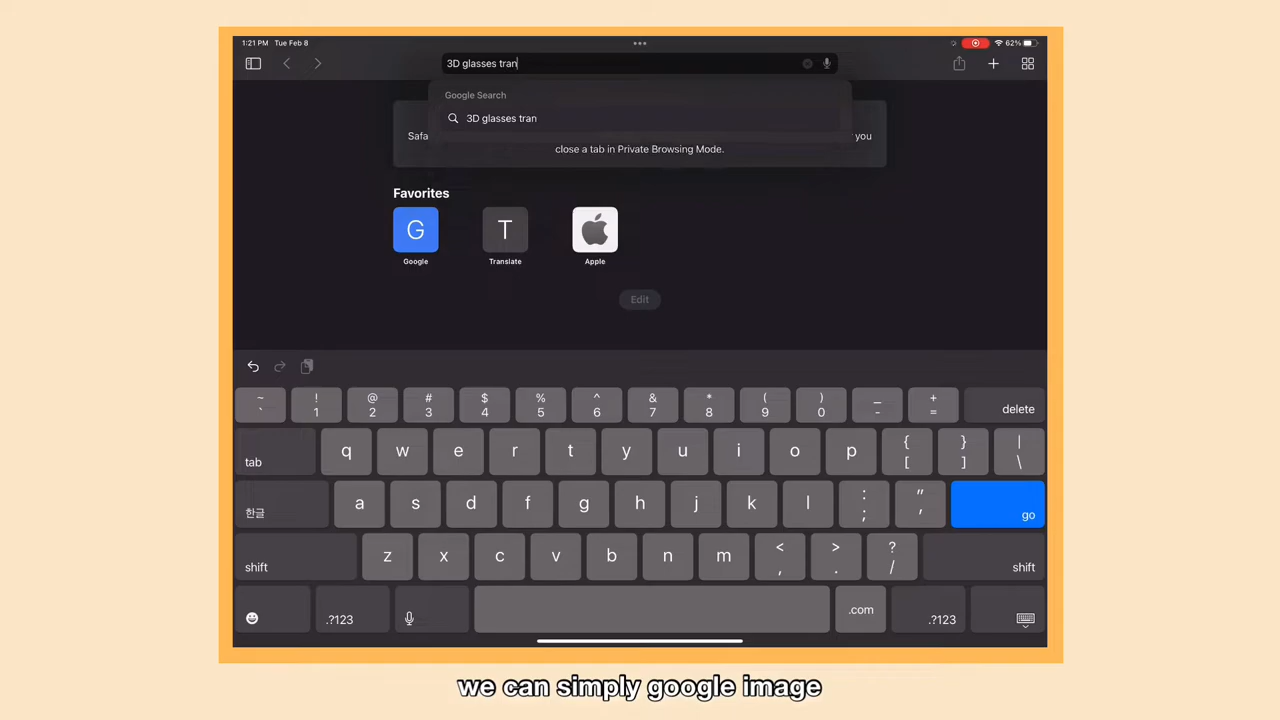 1:21 PM Tue Feb 8
62%
3D glasses tran
Google Search
3D glasses tran
Safa
you
close a tab in Private Browsing Mode.
Favorites
G
T
Google
Translate
Apple
Edit
~ ! @ # $ % ^ & * ( ) _ +
` 1 2 3 4 5 6 7 8 9 0 - = delete
tab q w e r t y u i o p { [ } ] | \
한글 a s d f g h j k l : ; " ' go
shift z x c v b n m < , > . ? / shift
.?123 .com .?123
we can simply google image